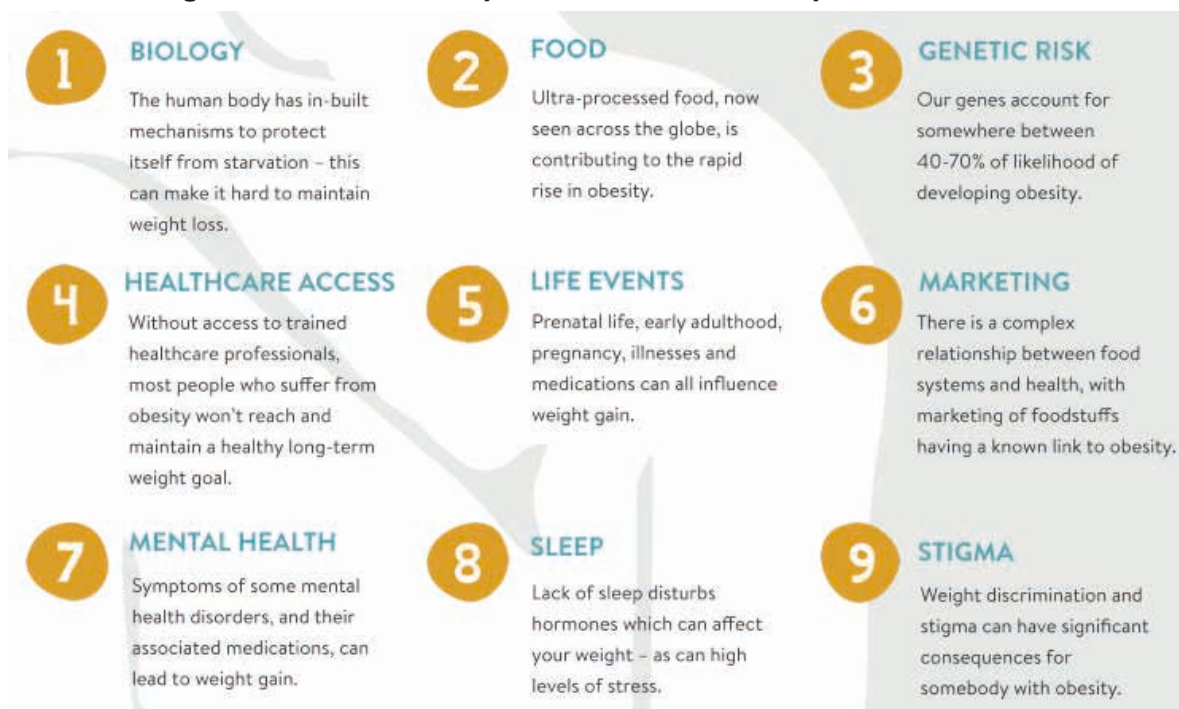 1
BIOLOGY
The human body has in-built
mechanisms to protect
itself from starvation – this
can make it hard to maintain
weight loss.
2
FOOD
Ultra-processed food, now
seen across the globe, is
contributing to the rapid
rise in obesity.
3
GENETIC RISK
Our genes account for
somewhere between
40-70% of likelihood of
developing obesity.
4
HEALTHCARE ACCESS
Without access to trained
healthcare professionals,
most people who suffer from
obesity won't reach and
maintain a healthy long-term
weight goal.
5
LIFE EVENTS
Prenatal life, early adulthood,
pregnancy, illnesses and
medications can all influence
weight gain.
6
MARKETING
There is a complex
relationship between food
systems and health, with
marketing of foodstuffs
having a known link to obesity.
7
MENTAL HEALTH
Symptoms of some mental
health disorders, and their
associated medications, can
lead to weight gain.
8
SLEEP
Lack of sleep disturbs
hormones which can affect
your weight – as can high
levels of stress.
9
STIGMA
Weight discrimination and
stigma can have significant
consequences for
somebody with obesity.